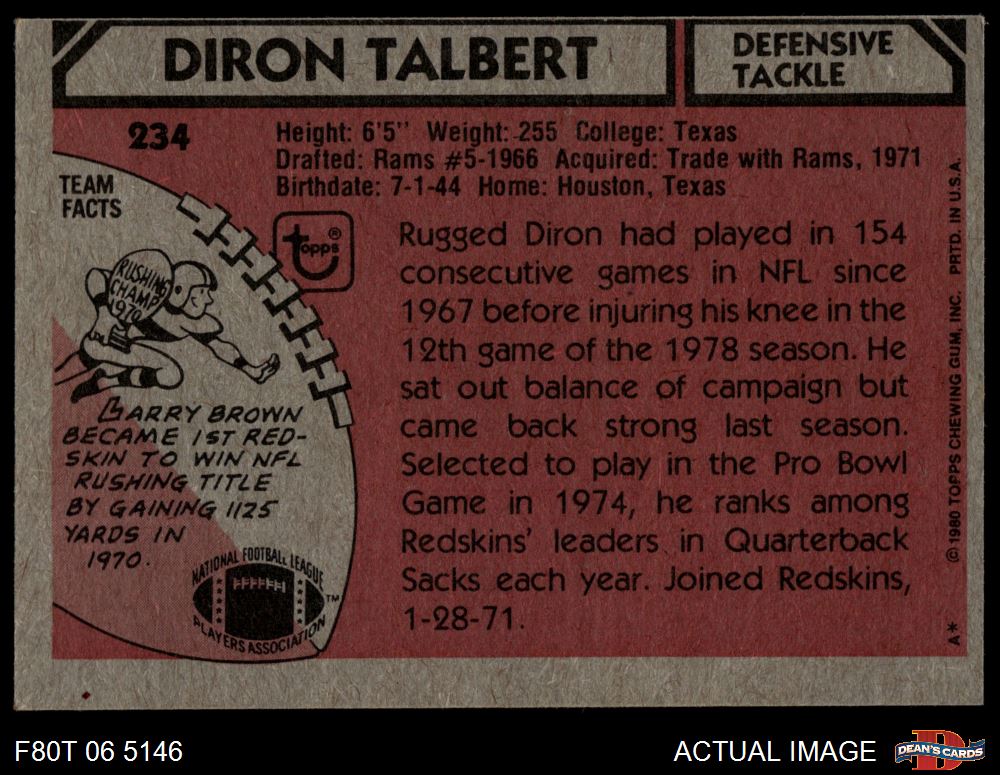 DIRON TALBERT
DEFENSIVE
TACKLE
234
Height: 6'5" Weight: 255 College: Texas
Drafted: Rams #5-1966 Acquired: Trade with Rams, 1971
Birthdate: 7-1-44 Home: Houston, Texas
TEAM
FACTS
topps®
RUSHING
CHAMP
1970
LARRY BROWN
BECAME 1ST RED-
SKIN TO WIN NFL
RUSHING TITLE
BY GAINING 1125
YARDS IN
1970.
NATIONAL FOOTBALL LEAGUE
PLAYERS ASSOCIATION
TM
Rugged Diron had played in 154
consecutive games in NFL since
1967 before injuring his knee in the
12th game of the 1978 season. He
sat out balance of campaign but
came back strong last season.
Selected to play in the Pro Bowl
Game in 1974, he ranks among
Redskins' leaders in Quarterback
Sacks each year. Joined Redskins,
1-28-71.
A* © 1980 TOPPS CHEWING GUM, INC. PRTD. IN U.S.A.
F80T 06 5146
ACTUAL IMAGE
DEAN'S CARDS